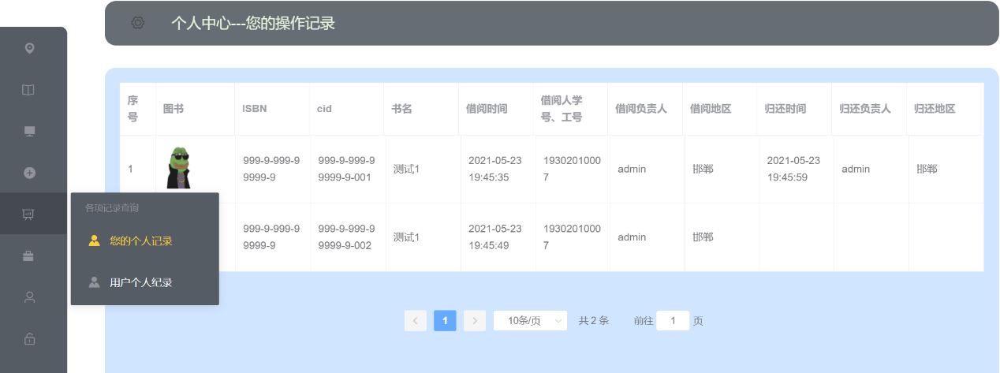 个人中心---您的操作记录
序号 图书 ISBN cid 书名 借阅时间 借阅人学号、工号 借阅负责人 借阅地区 归还时间 归还负责人 归还地区
1 999-9-999-99999-9 999-9-999-99999-9-001 测试1 2021-05-23 19:45:35 19302010007 admin 邯郸 2021-05-23 19:45:59 admin 邯郸
999-9-999-99999-9 999-9-999-99999-9-002 测试1 2021-05-23 19:45:49 19302010007 admin 邯郸
各项记录查询
您的个人记录
用户个人纪录
1 10条/页 共 2 条 前往 1 页